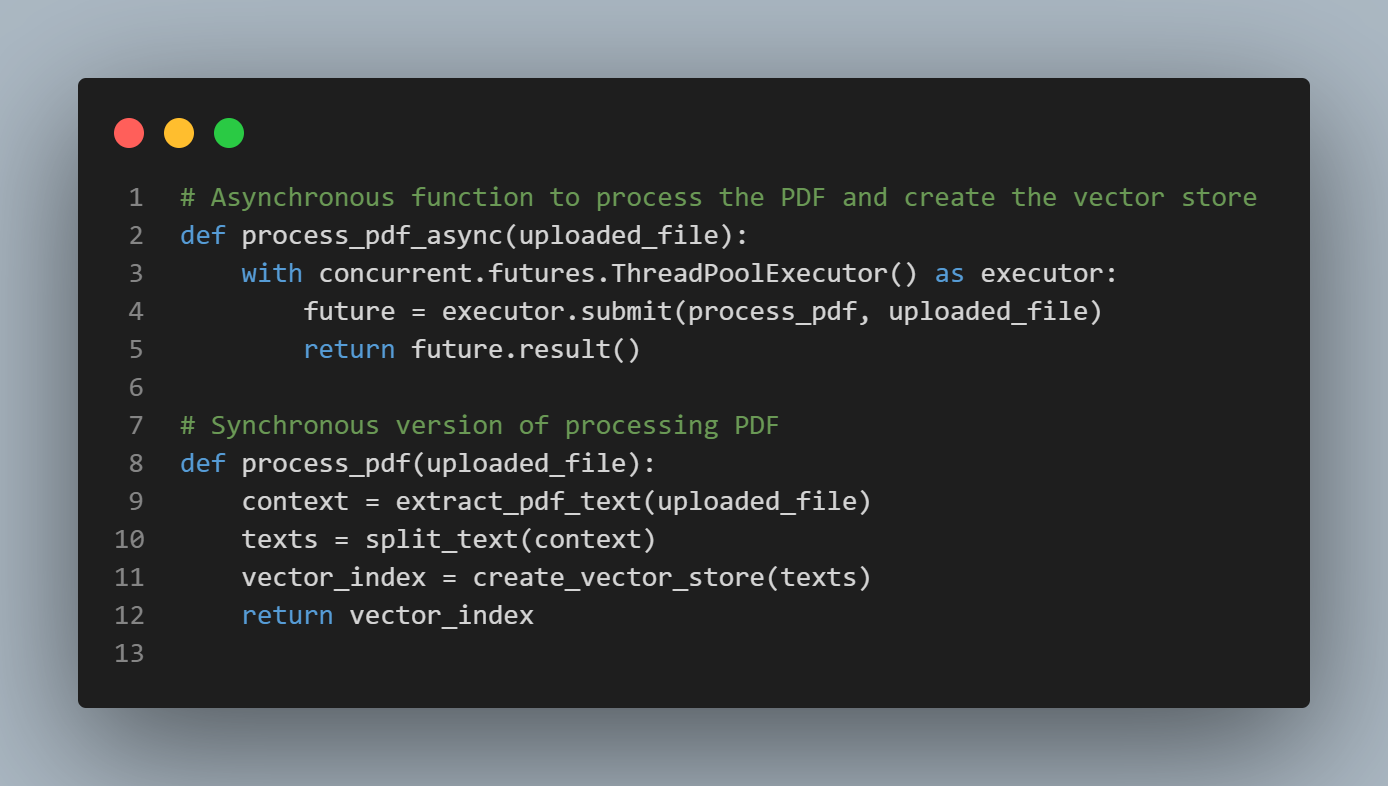 1 # Asynchronous function to process the PDF and create the vector store
2 def process_pdf_async(uploaded_file):
3     with concurrent.futures.ThreadPoolExecutor() as executor:
4         future = executor.submit(process_pdf, uploaded_file)
5         return future.result()
6
7 # Synchronous version of processing PDF
8 def process_pdf(uploaded_file):
9     context = extract_pdf_text(uploaded_file)
10     texts = split_text(context)
11     vector_index = create_vector_store(texts)
12     return vector_index
13